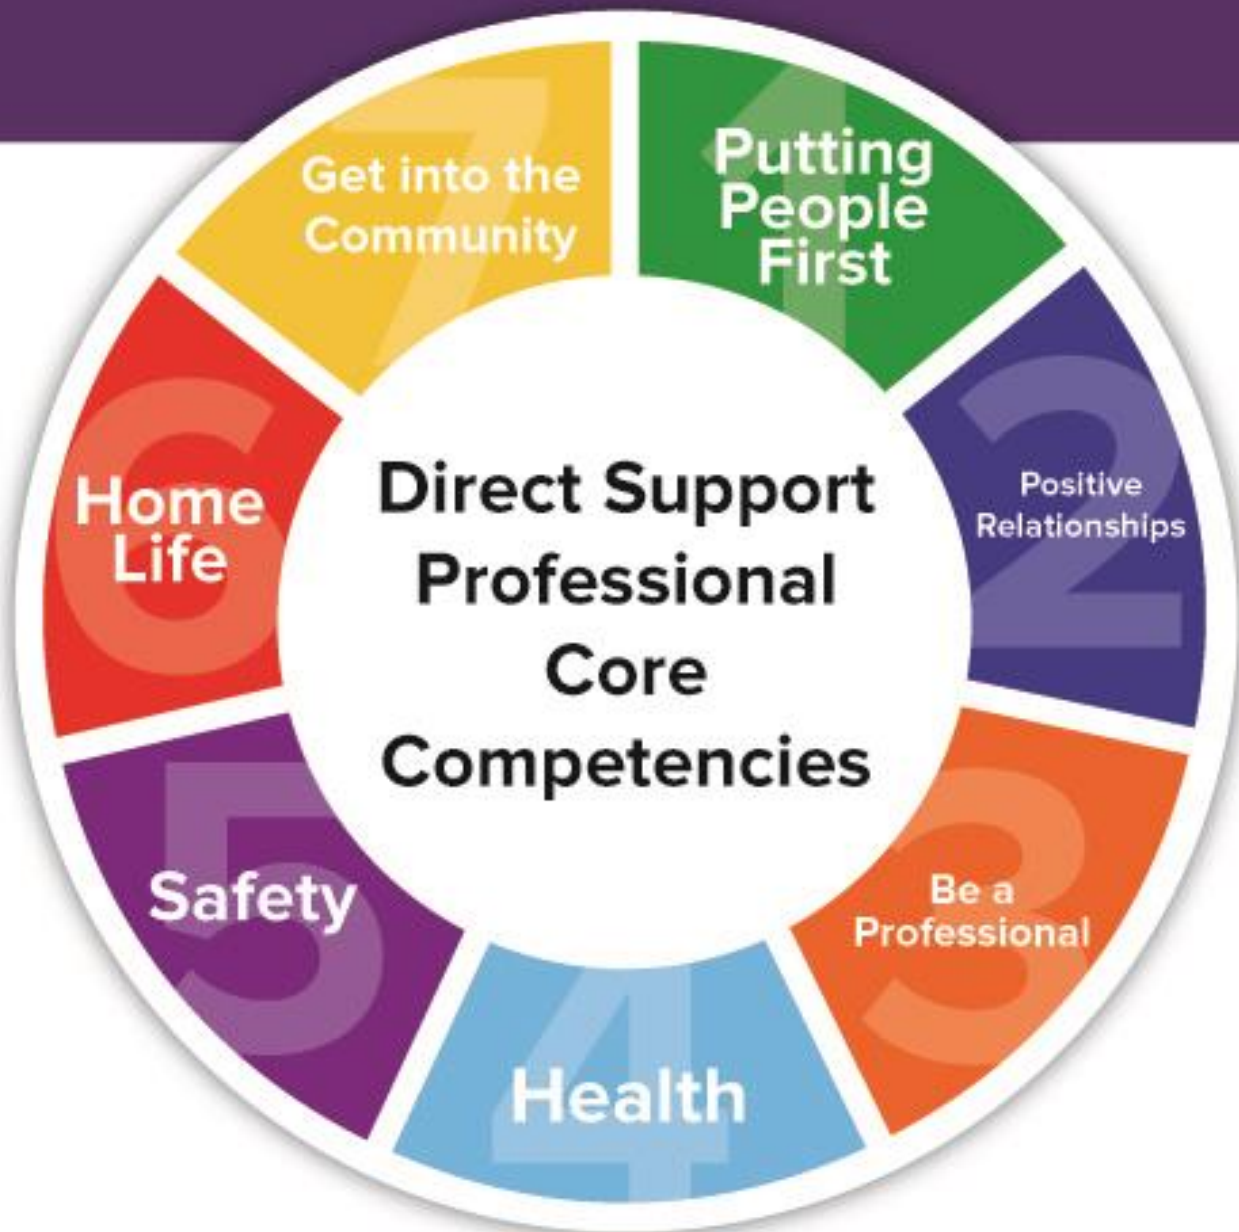 Direct Support
Professional
Core
Competencies
1
Putting
People
First
2
Positive
Relationships
3
Be a
Professional
4
Health
5
Safety
6
Home
Life
7
Get into the
Community